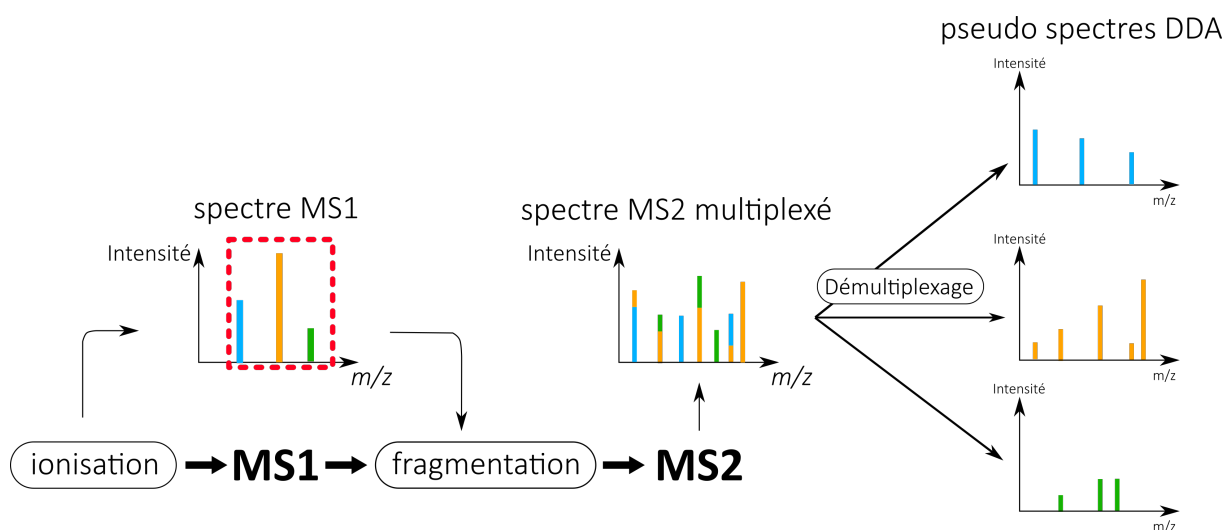 pseudo spectres DDA
Intensité
m/z
spectre MS1
Intensité
m/z
spectre MS2 multiplexé
Intensité
m/z
Démultiplexage
Intensité
m/z
Intensité
m/z
ionisation
MS1
fragmentation
MS2